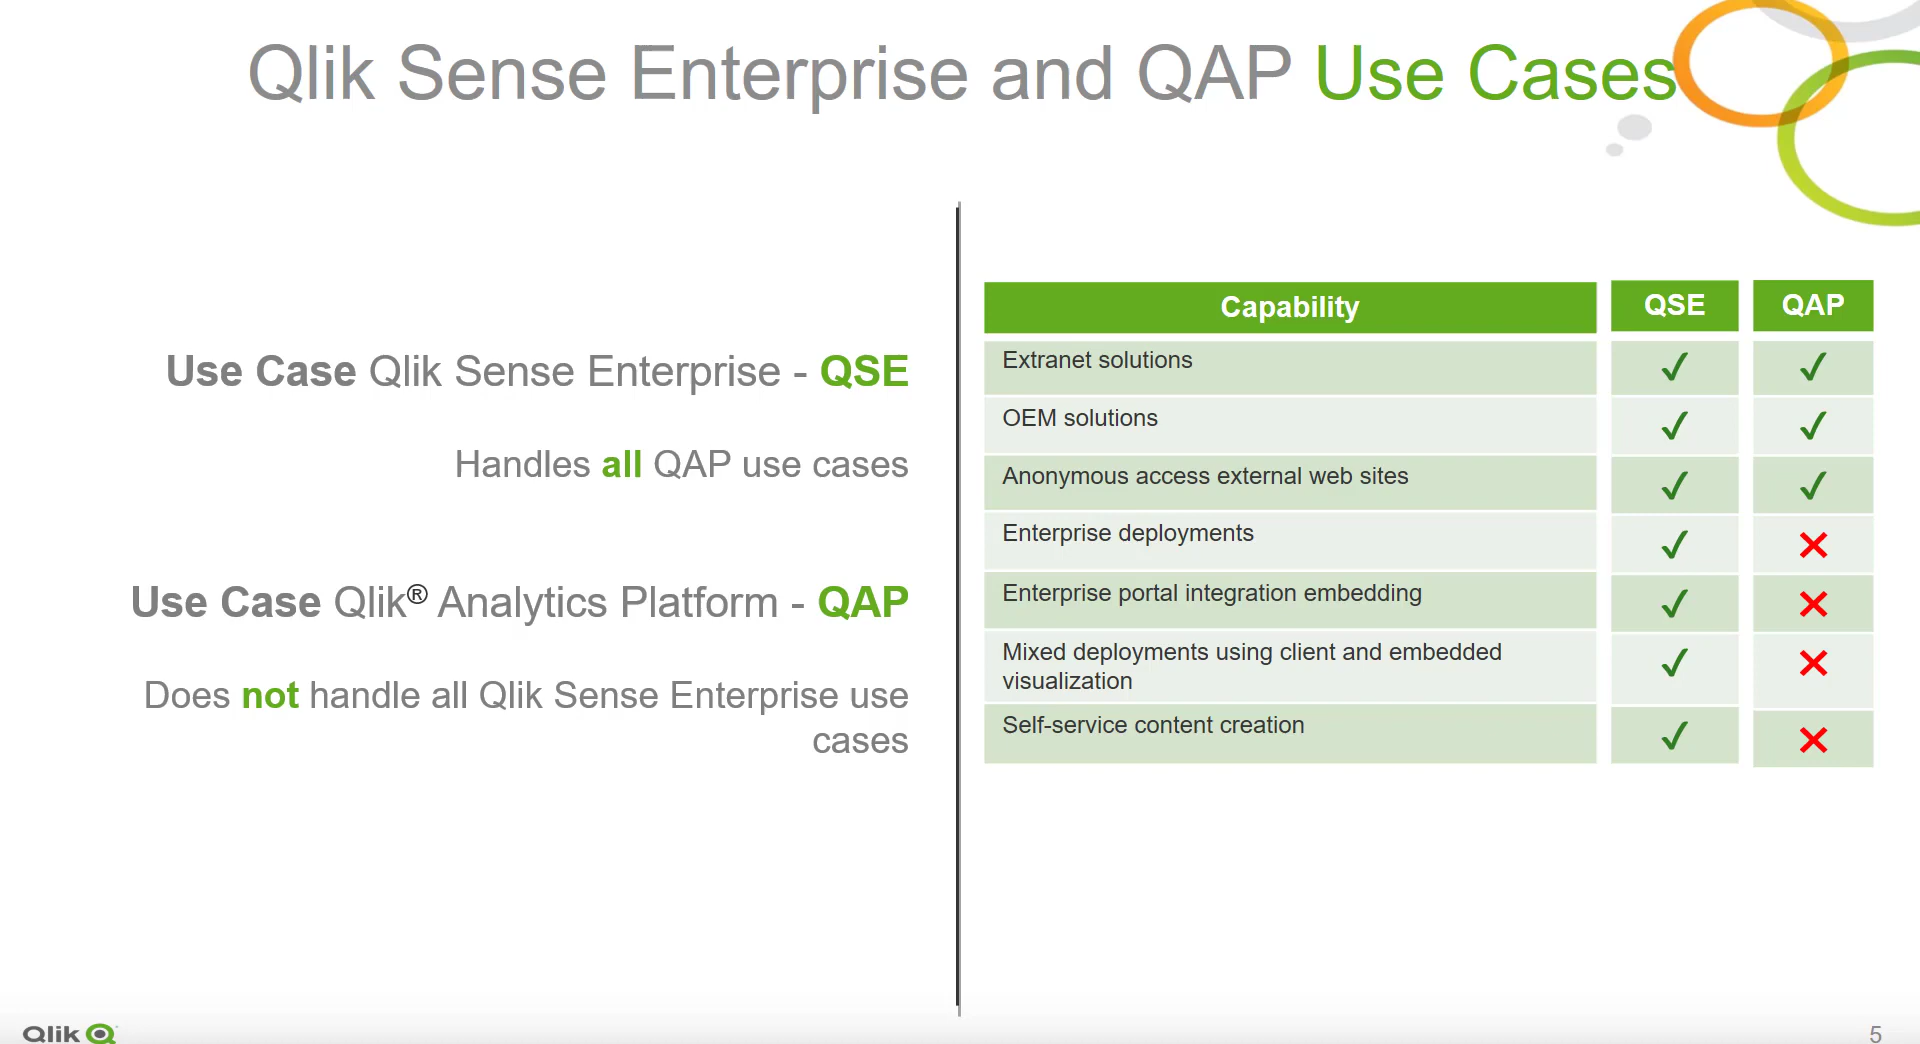 Qlik Sense Enterprise and QAP Use Cases
Use Case Qlik Sense Enterprise - QSE
Handles all QAP use cases
Use Case Qlik® Analytics Platform - QAP
Does not handle all Qlik Sense Enterprise use
cases
Capability QSE QAP
Extranet solutions ✓ ✓
OEM solutions ✓ ✓
Anonymous access external web sites ✓ ✓
Enterprise deployments ✓ ✕
Enterprise portal integration embedding ✓ ✕
Mixed deployments using client and embedded
visualization ✓ ✕
Self-service content creation ✓ ✕
Qlik
5